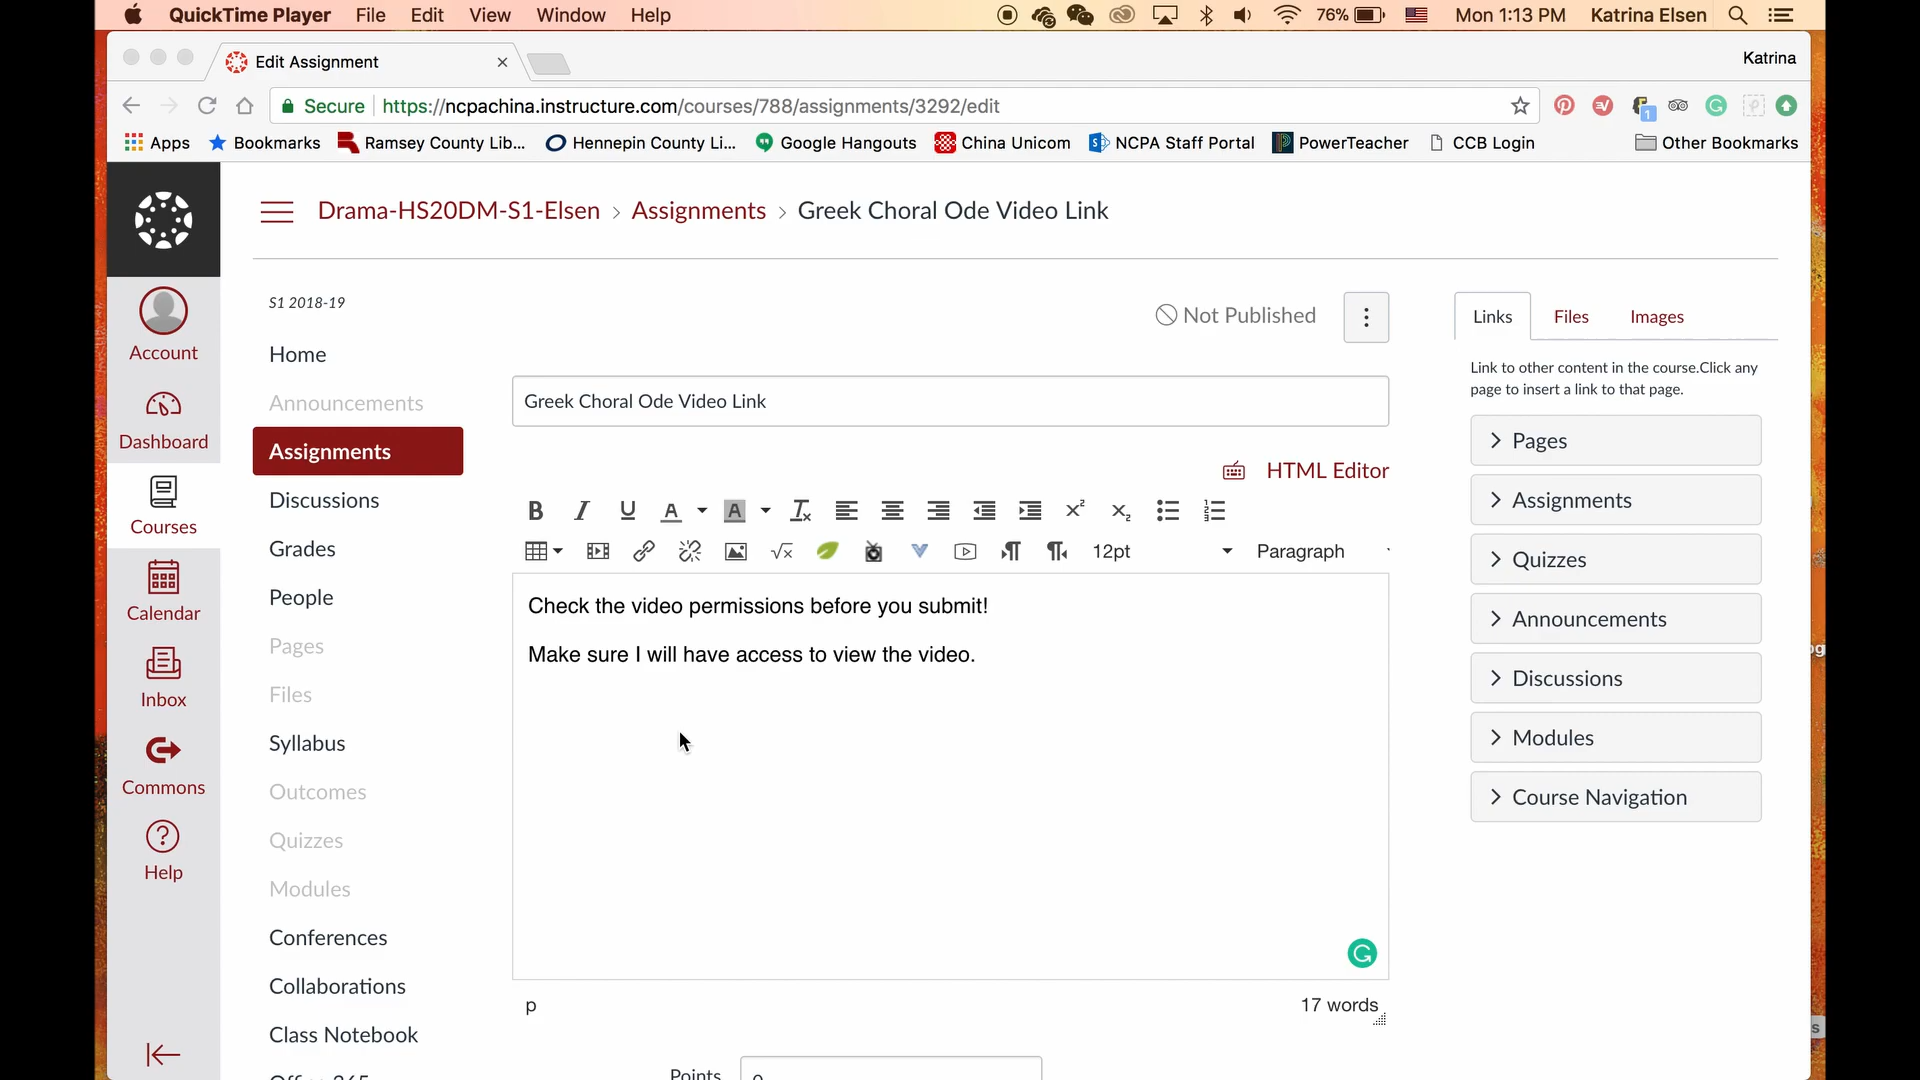 QuickTime Player File Edit View Window Help 76% Mon 1:13 PM Katrina Elsen
Edit Assignment Katrina
Secure https://ncpachina.instructure.com/courses/788/assignments/3292/edit
Apps Bookmarks Ramsey County Lib... Hennepin County Li... Google Hangouts China Unicom NCPA Staff Portal PowerTeacher CCB Login Other Bookmarks
Drama-HS20DM-S1-Elsen > Assignments > Greek Choral Ode Video Link
Account
Dashboard
Courses
Calendar
Inbox
Commons
Help
S1 2018-19
Home
Announcements
Assignments
Discussions
Grades
People
Pages
Files
Syllabus
Outcomes
Quizzes
Modules
Conferences
Collaborations
Class Notebook
Office 365
Not Published
Greek Choral Ode Video Link
HTML Editor
12pt Paragraph
Check the video permissions before you submit!
Make sure I will have access to view the video.
p 17 words
Points 0
Links Files Images
Link to other content in the course.Click any
page to insert a link to that page.
Pages
Assignments
Quizzes
Announcements
Discussions
Modules
Course Navigation